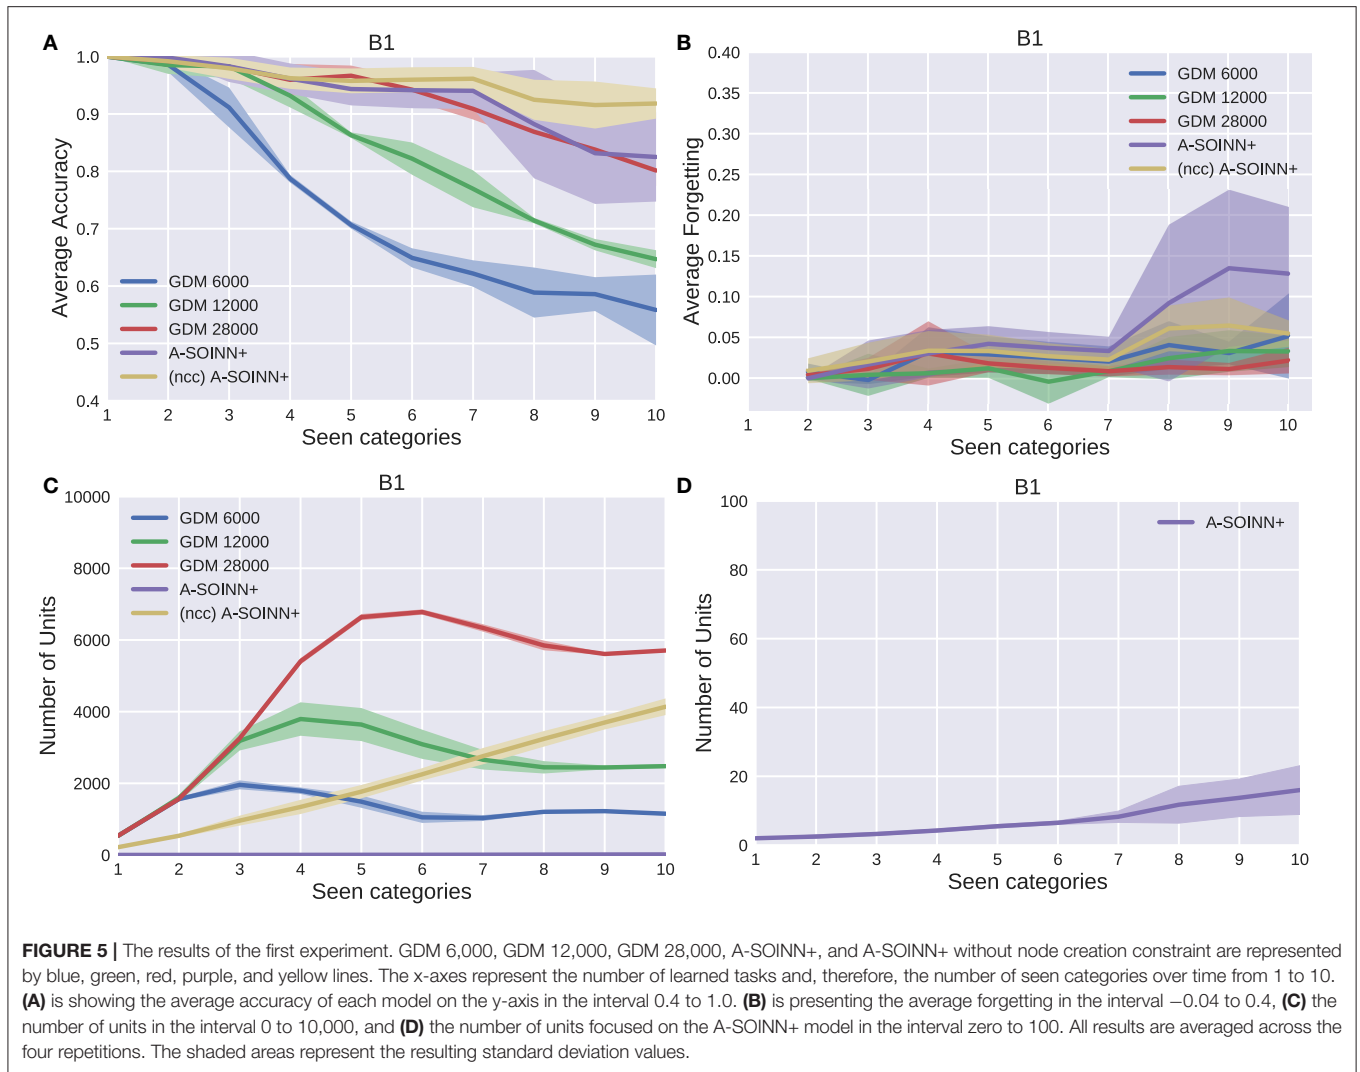 A
B1
1.0
0.9
0.8
0.7
0.6
0.5
0.4
Average Accuracy
GDM 6000
GDM 12000
GDM 28000
A-SOINN+
(ncc) A-SOINN+
1 2 3 4 5 6 7 8 9 10
Seen categories
B
B1
0.40
0.35
0.30
0.25
0.20
0.15
0.10
0.05
0.00
Average Forgetting
GDM 6000
GDM 12000
GDM 28000
A-SOINN+
(ncc) A-SOINN+
1 2 3 4 5 6 7 8 9 10
Seen categories
C
B1
10000
8000
6000
4000
2000
0
Number of Units
GDM 6000
GDM 12000
GDM 28000
A-SOINN+
(ncc) A-SOINN+
1 2 3 4 5 6 7 8 9 10
Seen categories
D
B1
100
80
60
40
20
0
Number of Units
A-SOINN+
1 2 3 4 5 6 7 8 9 10
Seen categories
FIGURE 5 | The results of the first experiment. GDM 6,000, GDM 12,000, GDM 28,000, A-SOINN+, and A-SOINN+ without node creation constraint are represented
by blue, green, red, purple, and yellow lines. The x-axes represent the number of learned tasks and, therefore, the number of seen categories over time from 1 to 10.
(A) is showing the average accuracy of each model on the y-axis in the interval 0.4 to 1.0. (B) is presenting the average forgetting in the interval −0.04 to 0.4, (C) the
number of units in the interval 0 to 10,000, and (D) the number of units focused on the A-SOINN+ model in the interval zero to 100. All results are averaged across the
four repetitions. The shaded areas represent the resulting standard deviation values.